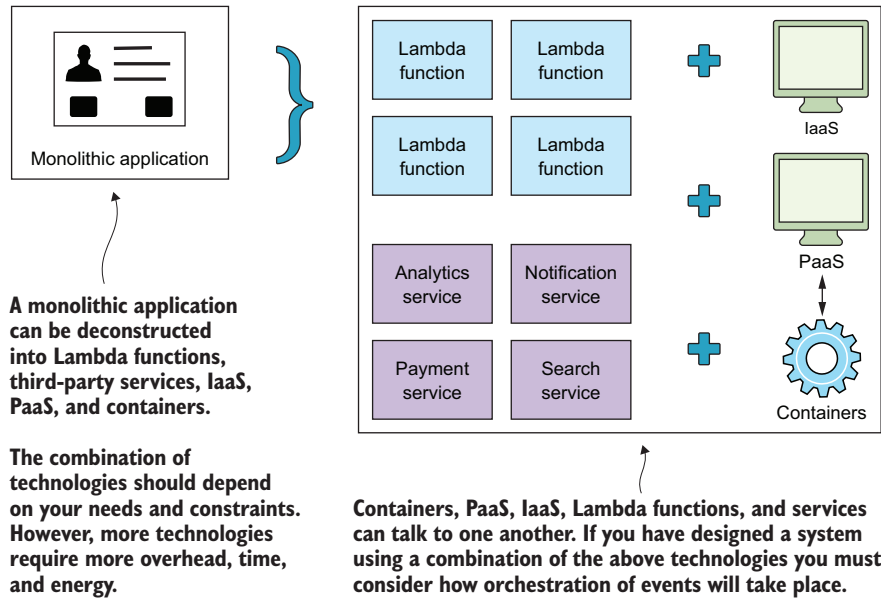 Monolithic application
Lambda
function
Lambda
function
Lambda
function
Lambda
function
Analytics
service
Notification
service
Payment
service
Search
service
IaaS
PaaS
Containers
A monolithic application
can be deconstructed
into Lambda functions,
third-party services, IaaS,
PaaS, and containers.
The combination of
technologies should depend
on your needs and constraints.
However, more technologies
require more overhead, time,
and energy.
Containers, PaaS, IaaS, Lambda functions, and services
can talk to one another. If you have designed a system
using a combination of the above technologies you must
consider how orchestration of events will take place.